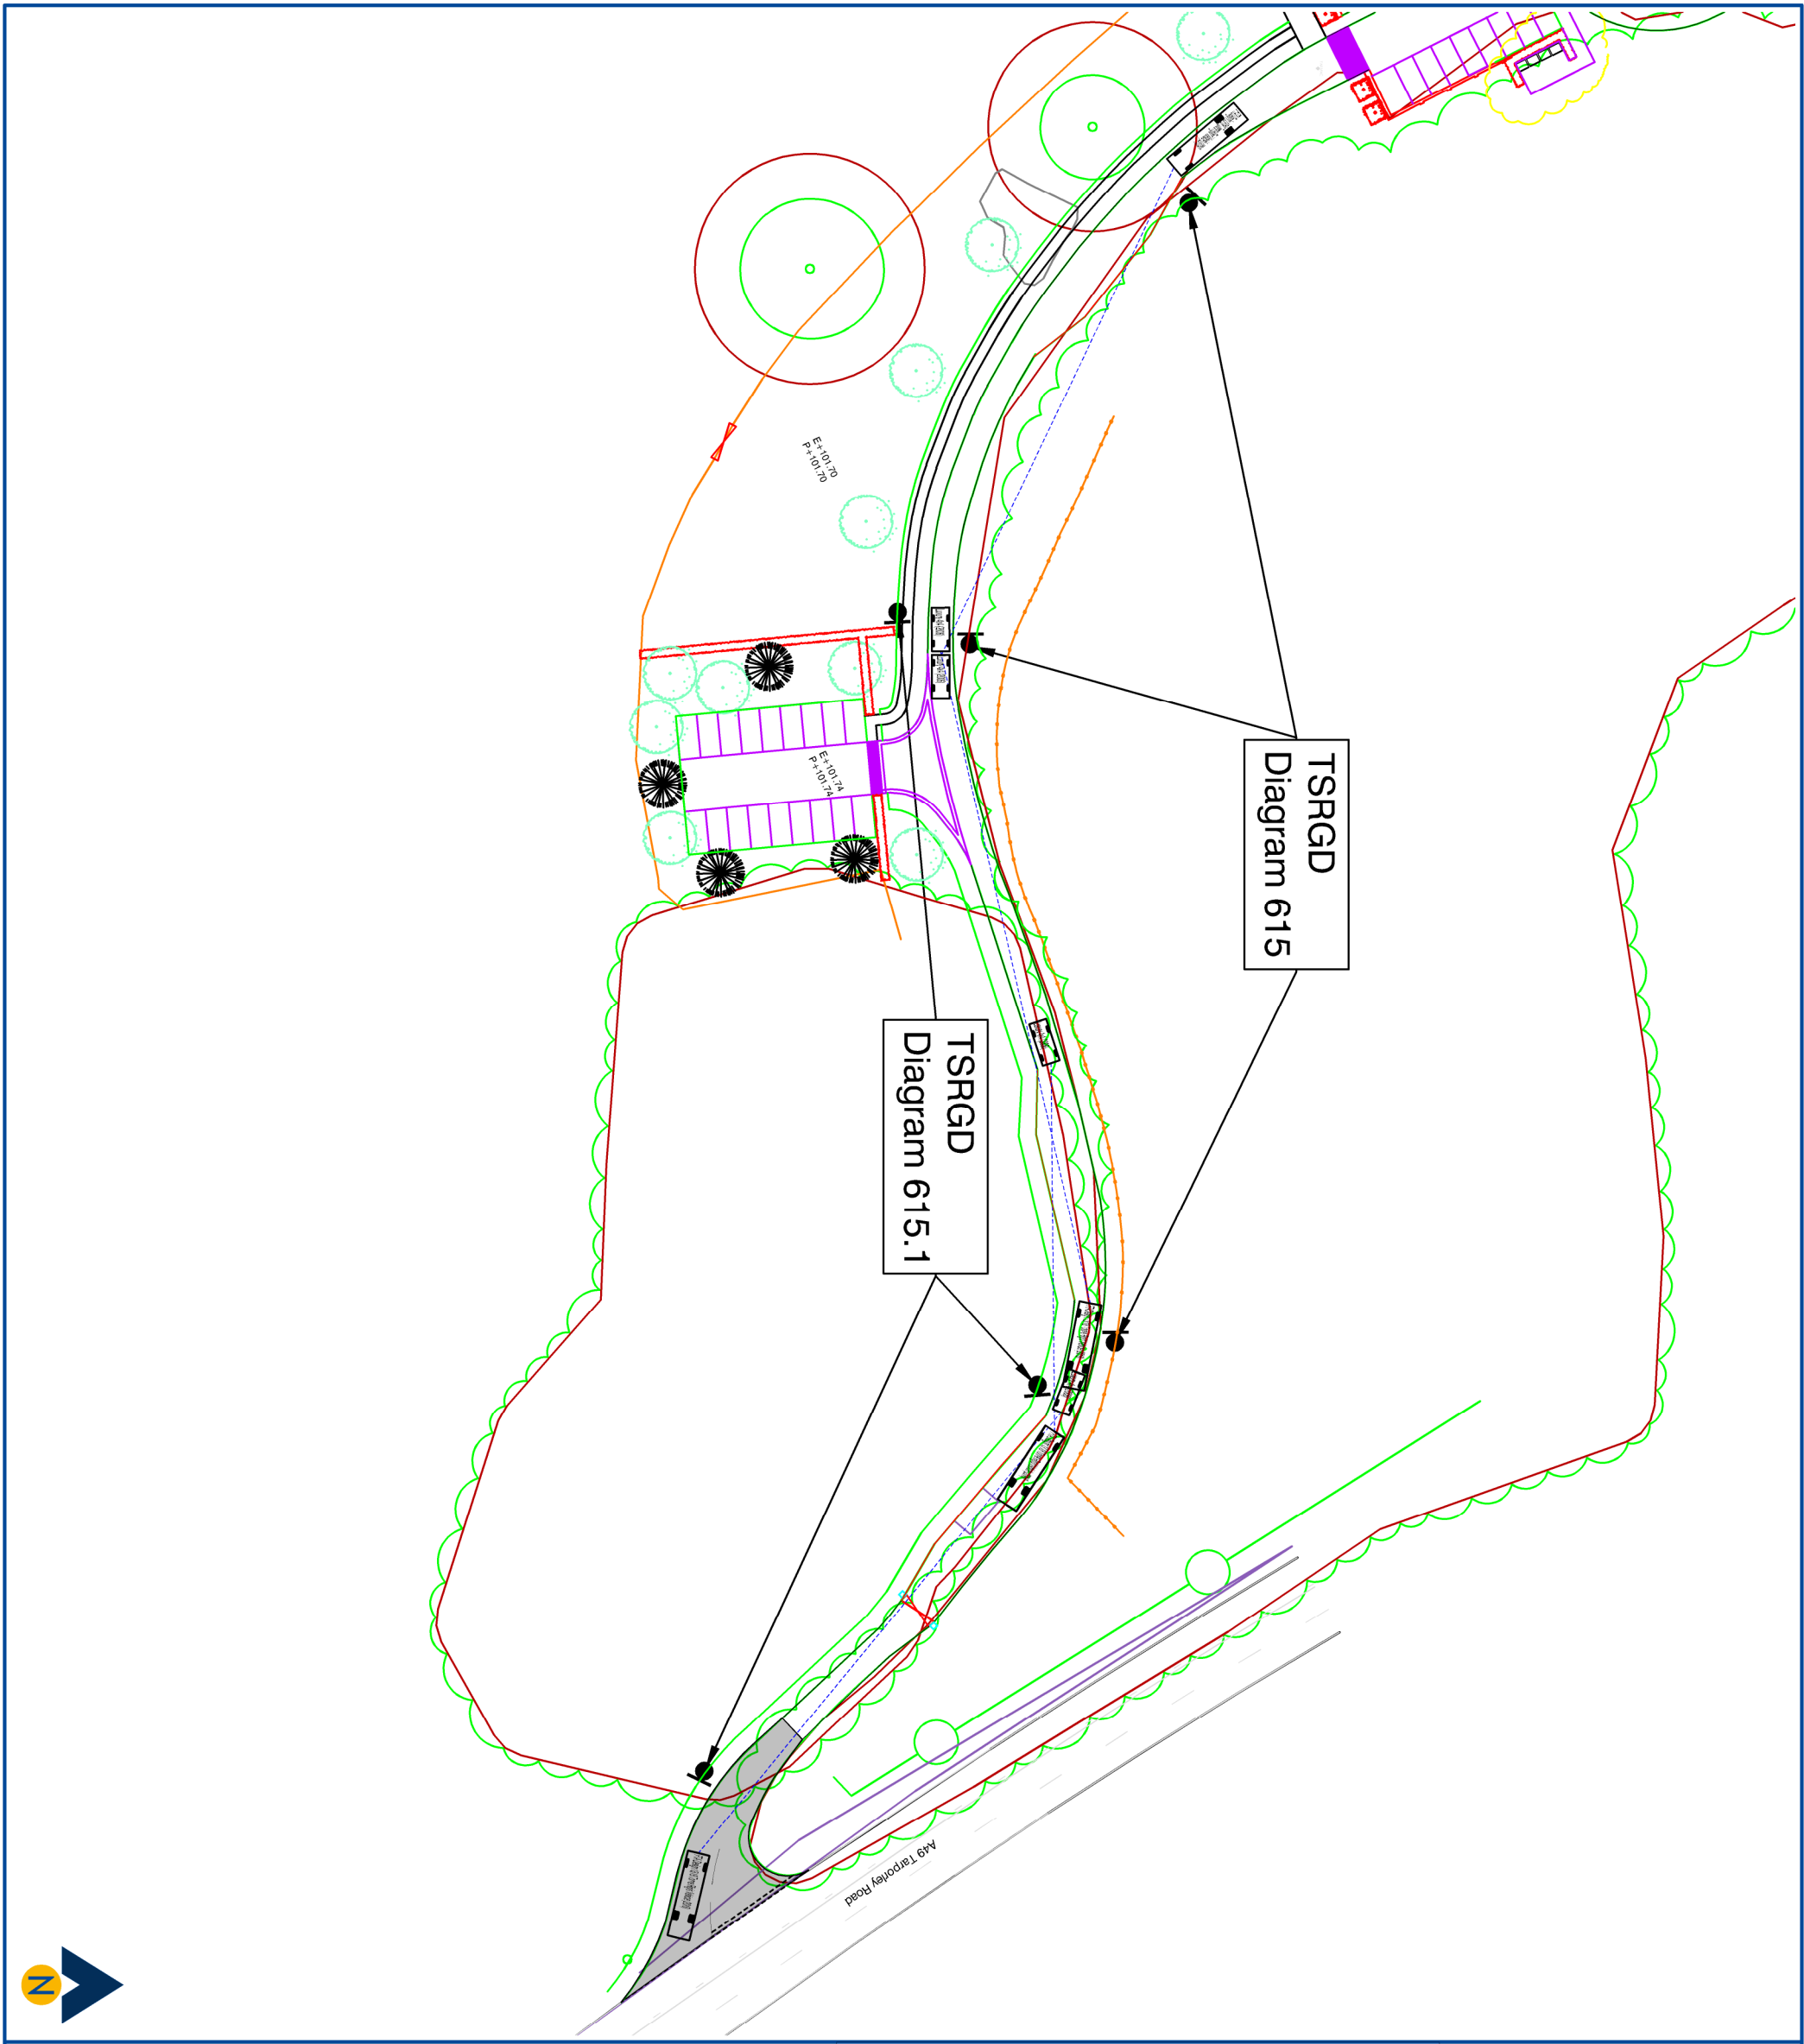 TSRGD
Diagram 615
TSRGD
Diagram 615.1
E+101.70
P+101.70
E+101.74
P+101.74
A49 Tarporley Road
N